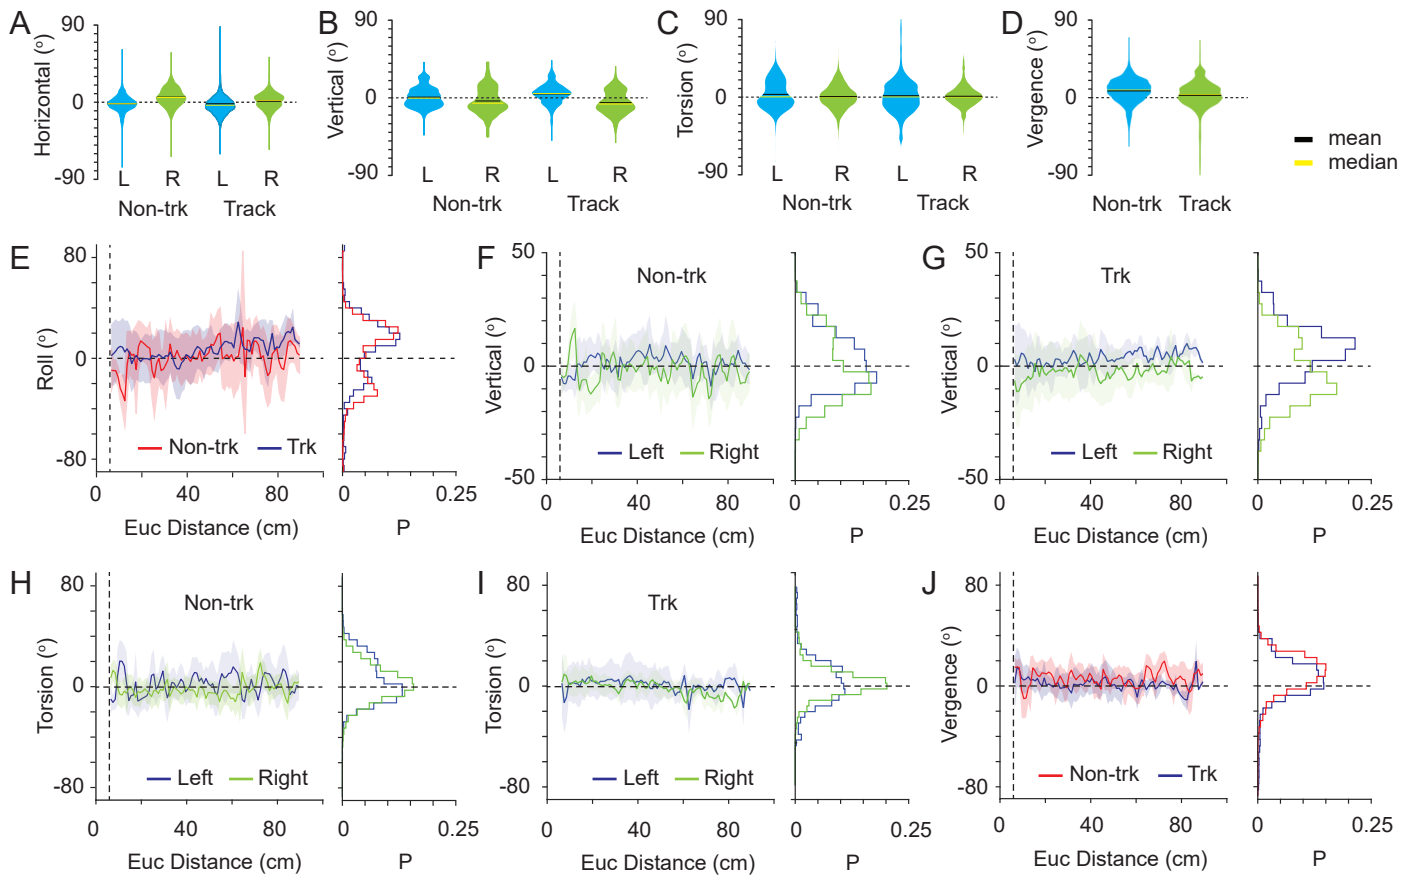 A
90
0
-90
Horizontal (o)
L R L R
Non-trk Track
B
90
0
-90
Vertical (o)
L R L R
Non-trk Track
C
90
0
-90
Torsion (o)
L R L R
Non-trk Track
D
90
0
-90
Vergence (o)
Non-trk Track
mean
median
E
80
0
-80
Roll (o)
Non-trk Trk
0 40 80
Euc Distance (cm)
0 0.25
P
F
50
0
-50
Vertical (o)
Non-trk
Left Right
0 40 80
Euc Distance (cm)
0 0.25
P
G
50
0
-50
Vertical (o)
Trk
Left Right
0 40 80
Euc Distance (cm)
0 0.25
P
H
80
0
-80
Torsion (o)
Non-trk
Left Right
0 40 80
Euc Distance (cm)
0 0.25
P
I
80
0
-80
Torsion (o)
Trk
Left Right
0 40 80
Euc Distance (cm)
0 0.25
P
J
80
0
-80
Vergence (o)
Non-trk Trk
0 40 80
Euc Distance (cm)
0 0.25
P